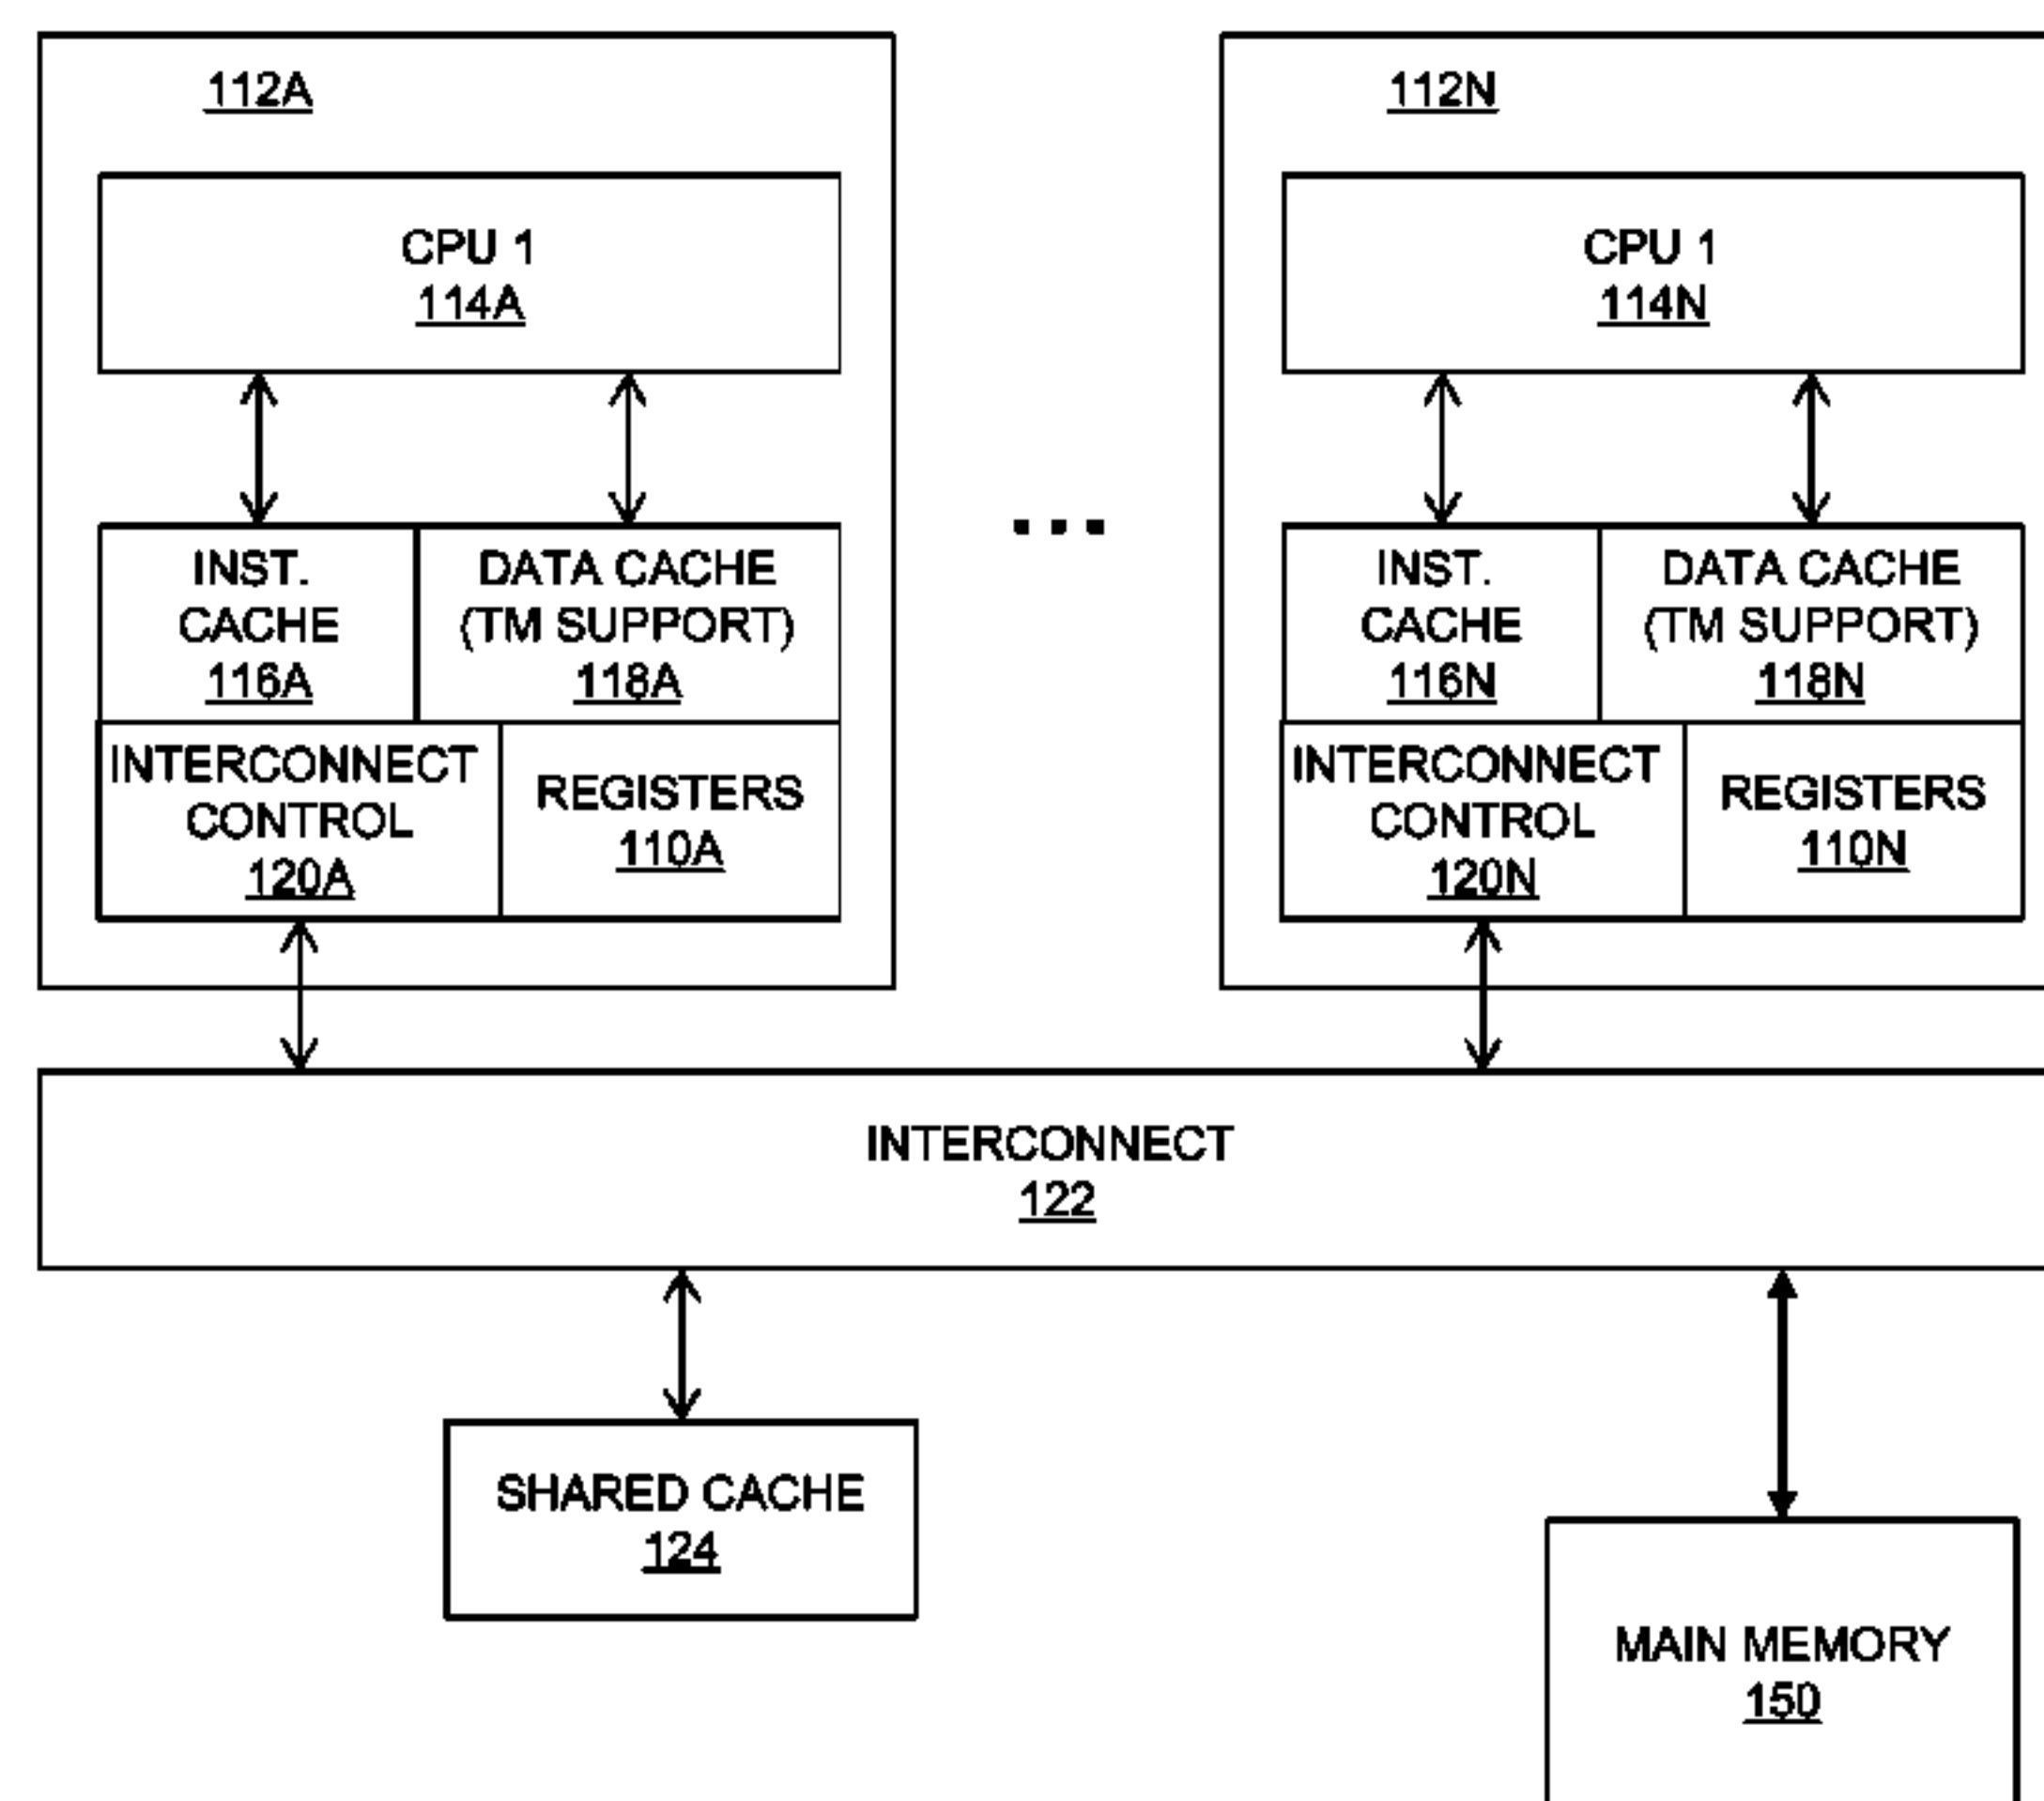 112A
CPU 1
114A
INST.
CACHE
116A
DATA CACHE
(TM SUPPORT)
118A
INTERCONNECT
CONTROL
120A
REGISTERS
110A
...
112N
CPU 1
114N
INST.
CACHE
116N
DATA CACHE
(TM SUPPORT)
118N
INTERCONNECT
CONTROL
120N
REGISTERS
110N
INTERCONNECT
122
SHARED CACHE
124
MAIN MEMORY
150